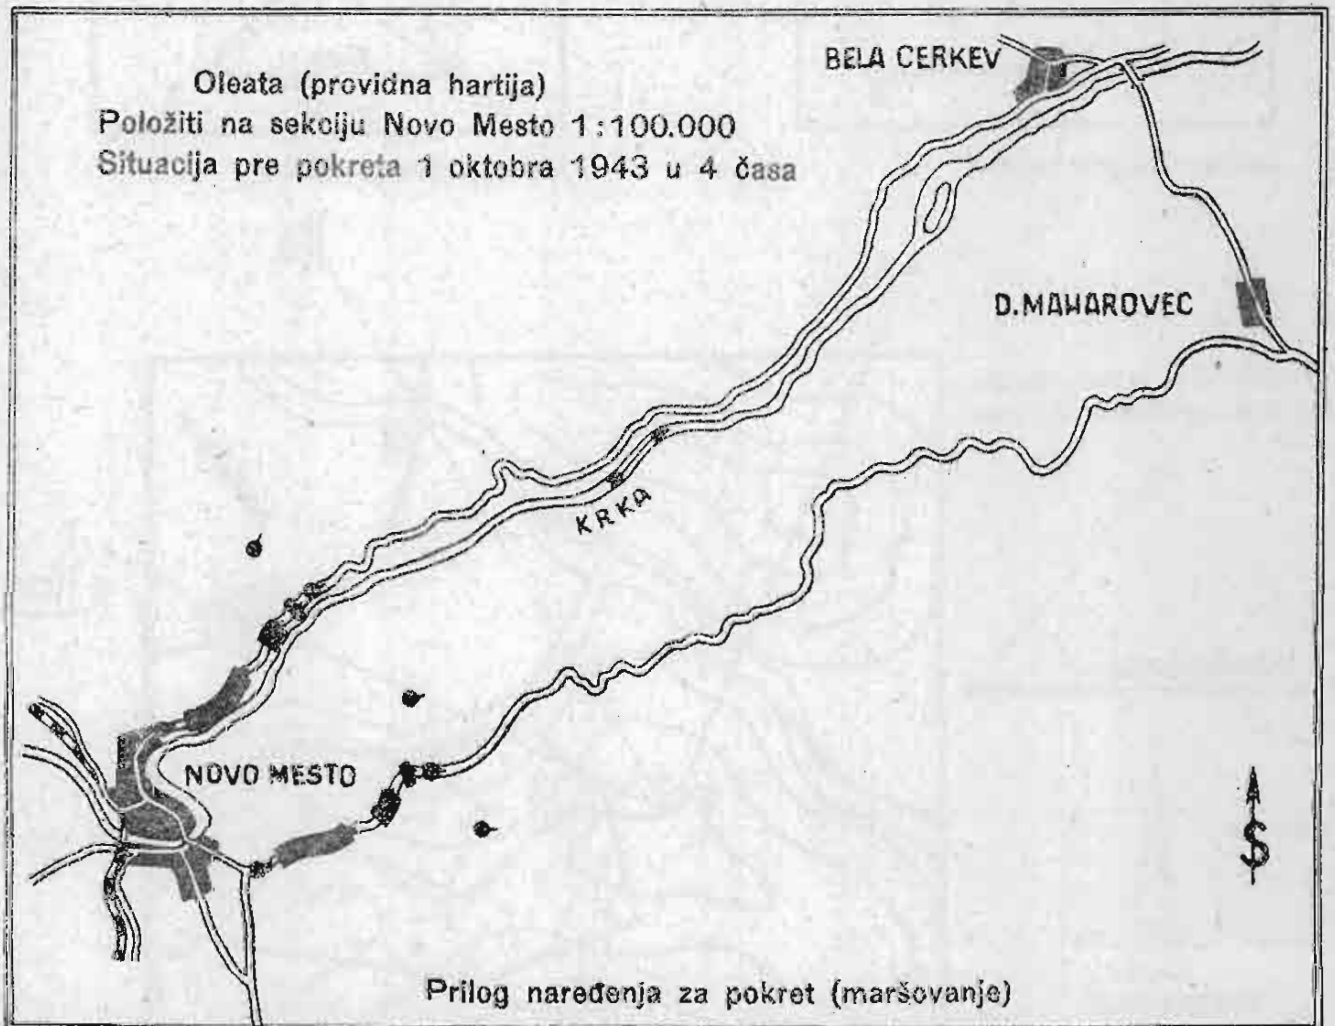 Oleata (providna hartija)
Položiti na sekciju Novo Mesto 1:100.000
Situacija pre pokreta 1 oktobra 1943 u 4 časa
BELA CERKEV
D.MAHAROVEC
KRKA
NOVO MESTO
S
Prilog naređenja za pokret (maršovanje)